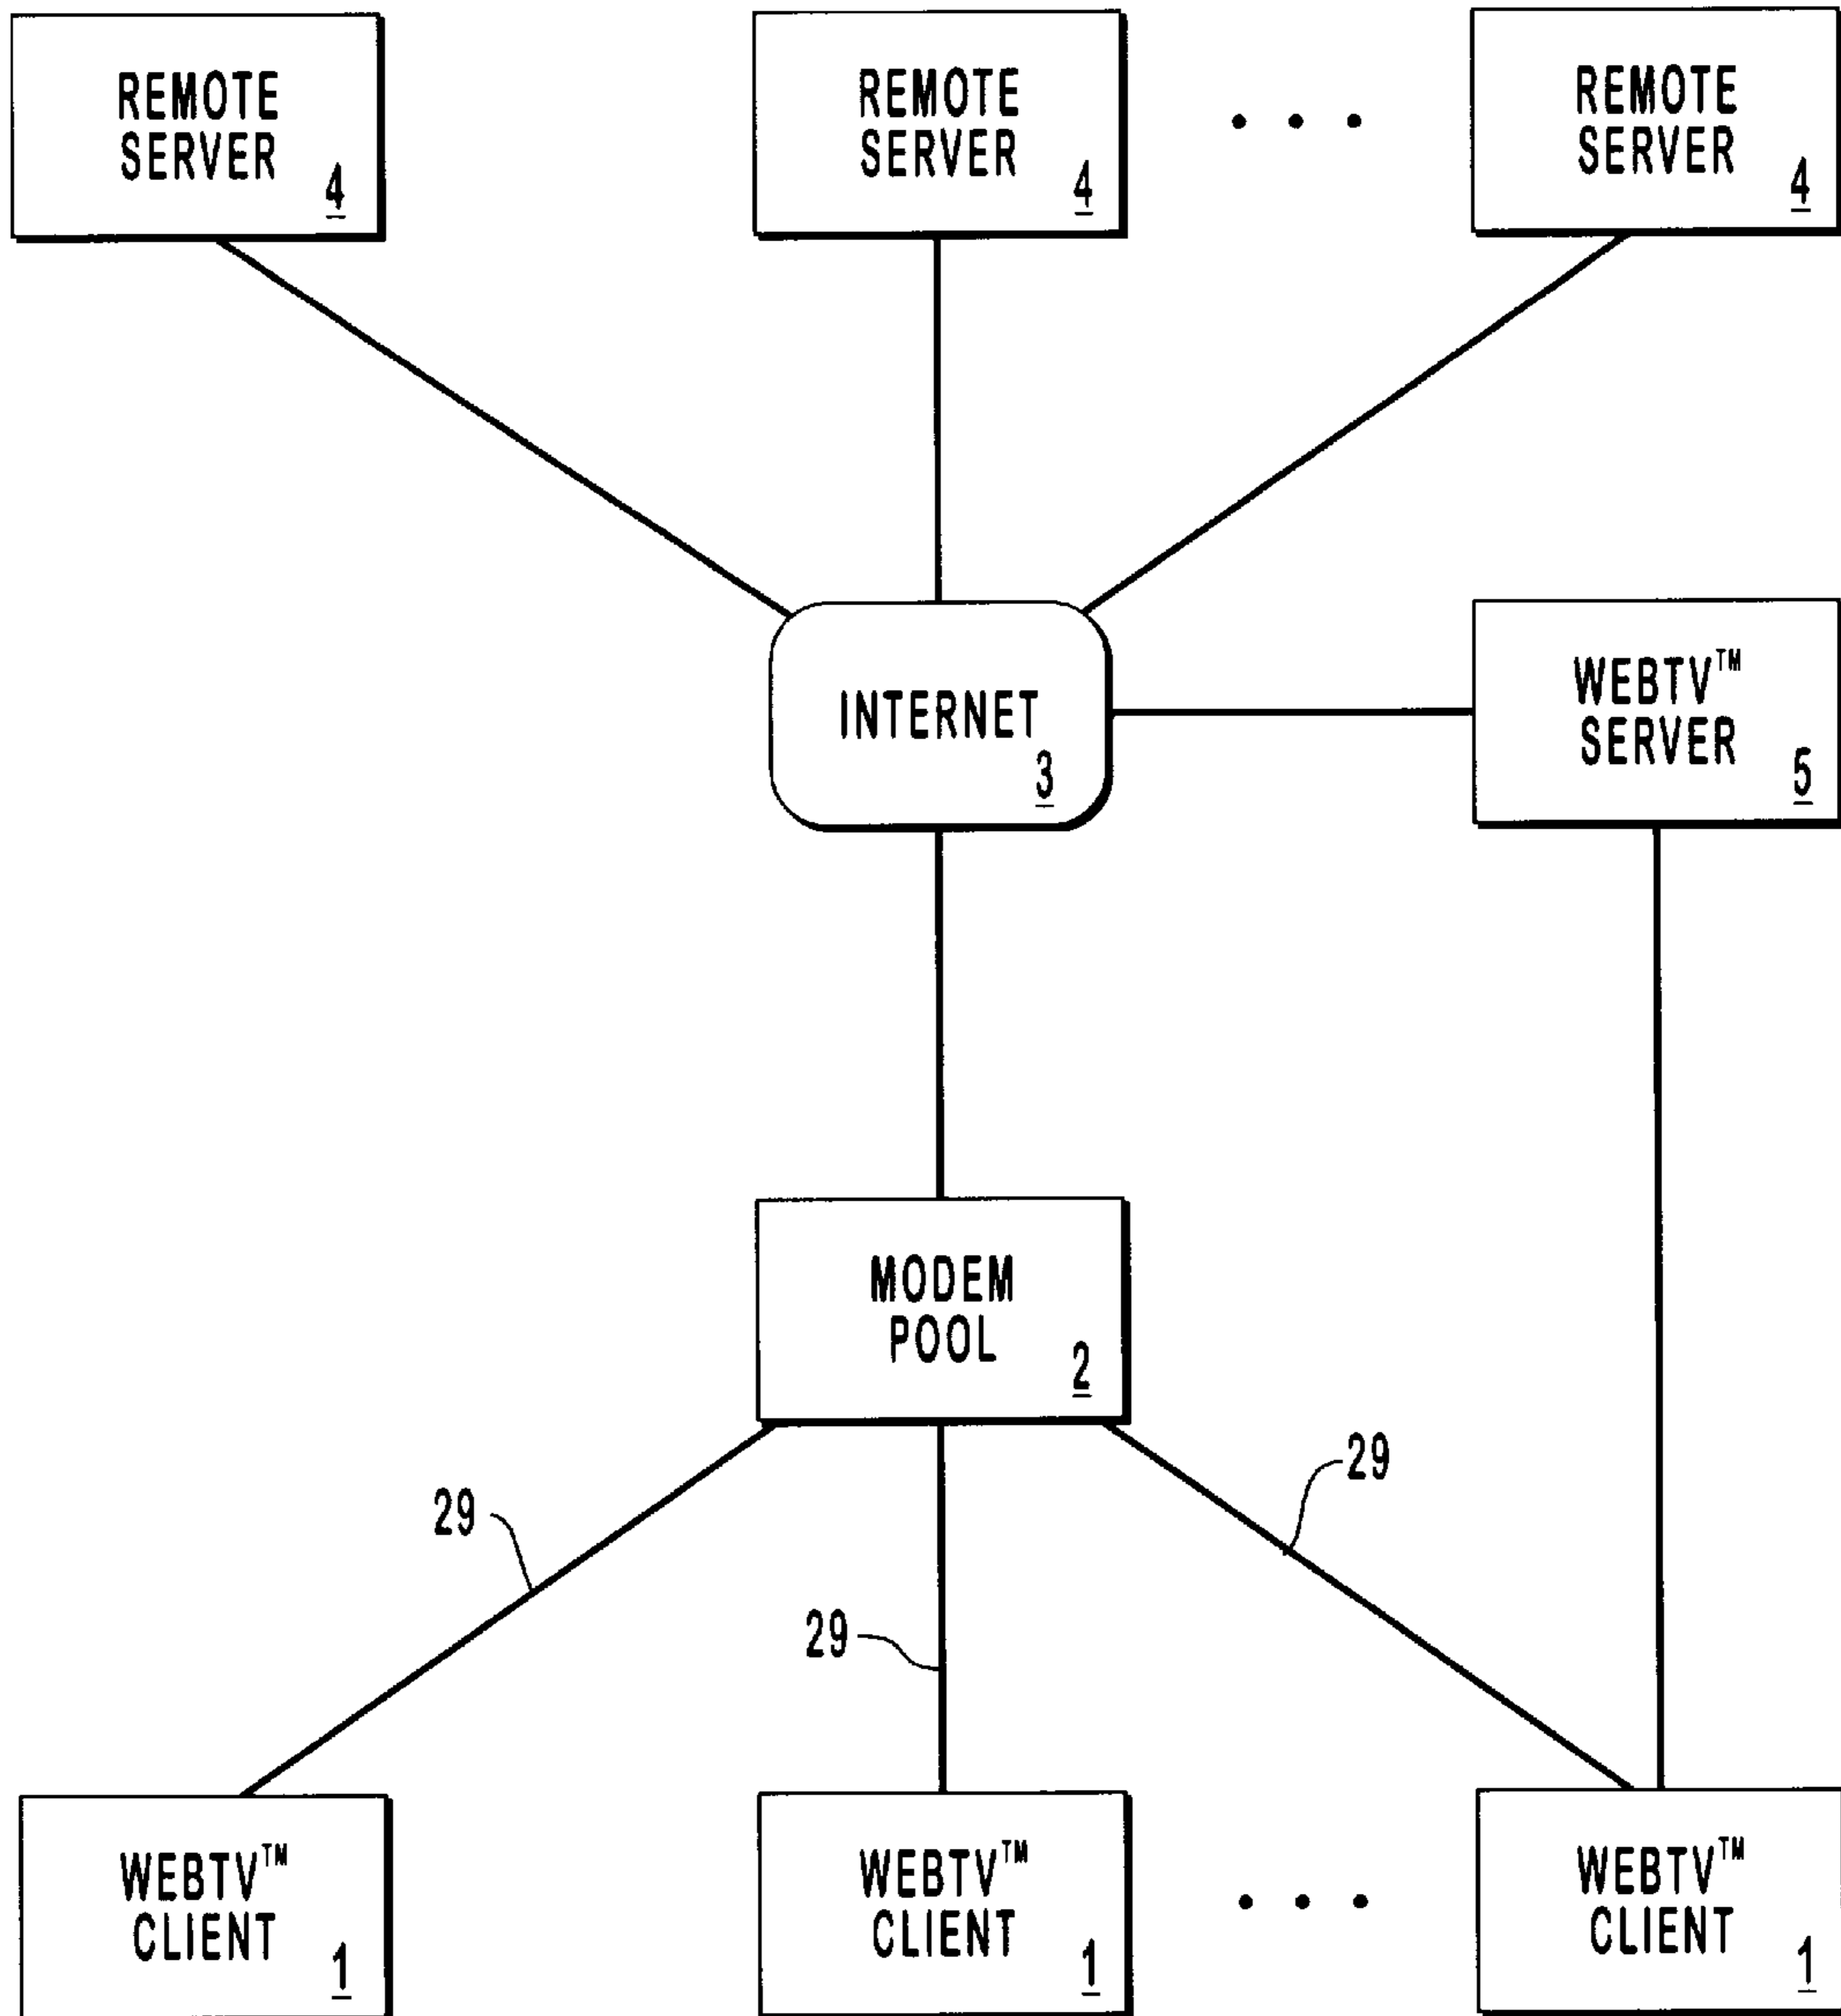 REMOTE
SERVER
4
REMOTE
SERVER
4
REMOTE
SERVER
4
INTERNET
3
WEBTV™
SERVER
5
MODEM
POOL
2
29
29
29
WEBTV™
CLIENT
1
WEBTV™
CLIENT
1
WEBTV™
CLIENT
1